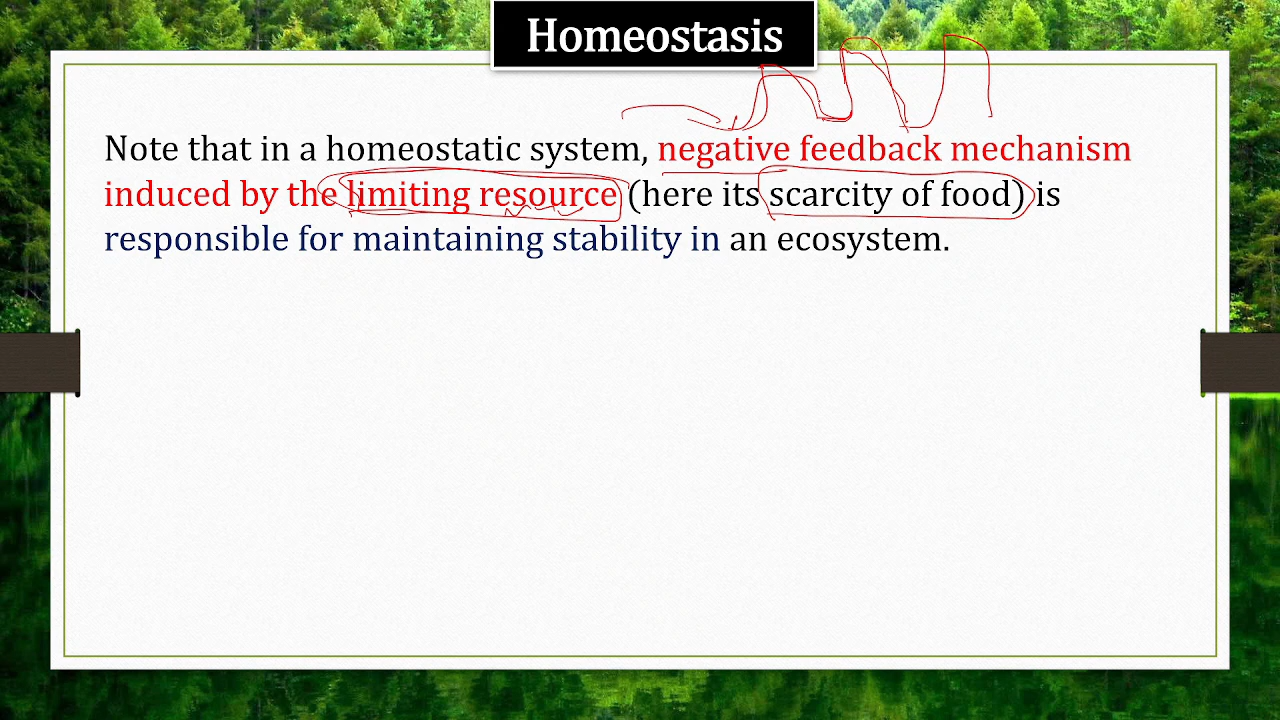 Homeostasis
Note that in a homeostatic system, negative feedback mechanism
induced by the limiting resource (here its scarcity of food) is
responsible for maintaining stability in an ecosystem.